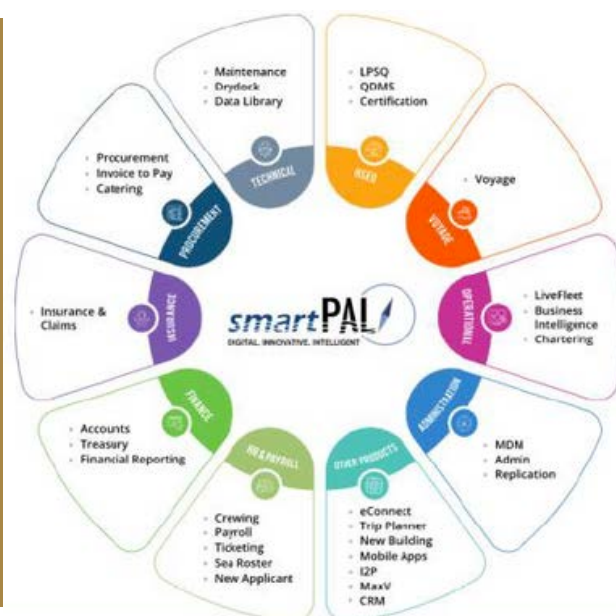 Maintenance
Drydock
Data Library
TECHNICAL
LPSQ
QDMS
Certification
HSEQ
Voyage
VOYAGE
LiveFleet
Business
Intelligence
Chartering
OPERATIONAL
MDM
Admin
Replication
ADMINISTRATION
eConnect
Trip Planner
New Building
Mobile Apps
I2P
MaxV
CRM
OTHER PRODUCTS
Crewing
Payroll
Ticketing
Sea Roster
New Applicant
HR & PAYROLL
Accounts
Treasury
Financial Reporting
FINANCE
Insurance &
Claims
INSURANCE
Procurement
Invoice to Pay
Catering
PROCUREMENT
smartPAL
DIGITAL. INNOVATIVE. INTELLIGENT